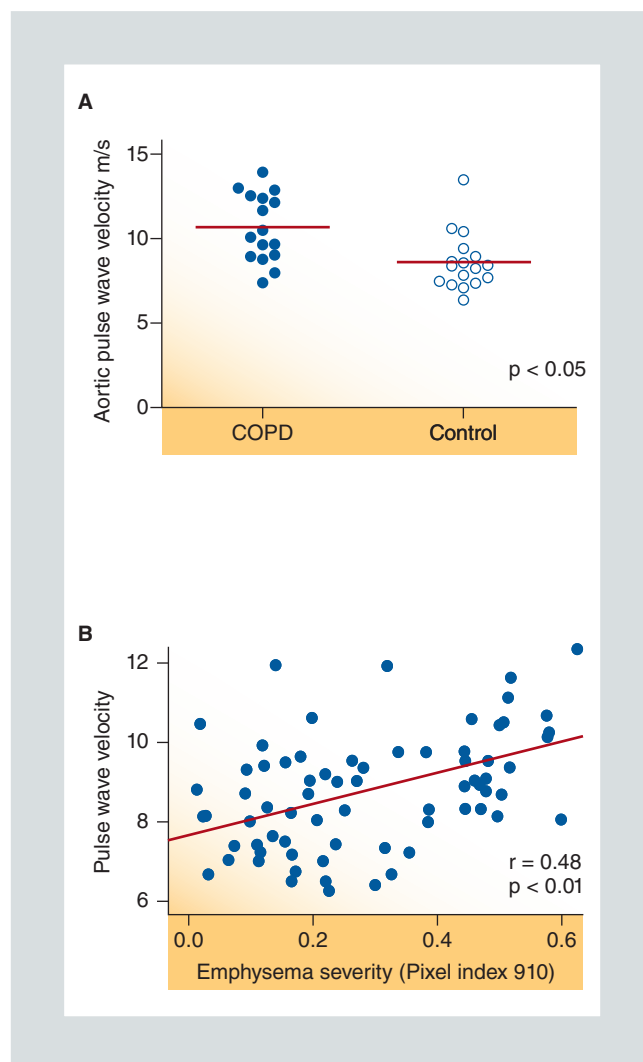 A
Aortic pulse wave velocity m/s
15
10
5
0
p < 0.05
COPD
Control
B
Pulse wave velocity
12
10
8
6
r = 0.48
p < 0.01
0.0
0.2
0.4
0.6
Emphysema severity (Pixel index 910)